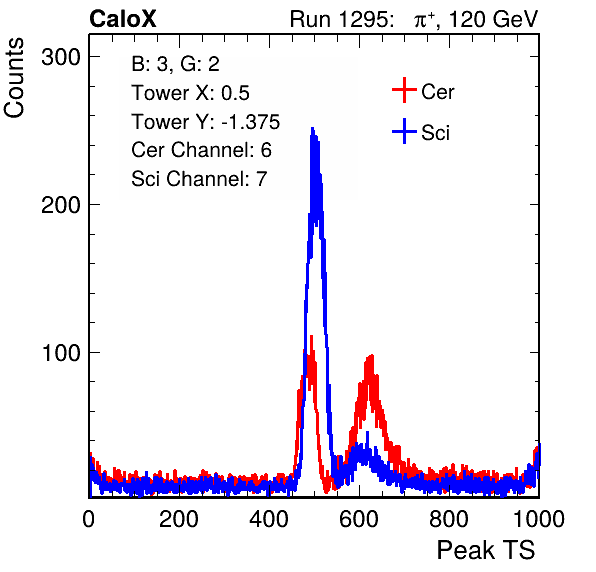 CaloX Run 1295: π⁺, 120 GeV
Counts
300
200
100
B: 3, G: 2
Tower X: 0.5
Tower Y: -1.375
Cer Channel: 6
Sci Channel: 7
Cer
Sci
0 200 400 600 800 1000
Peak TS